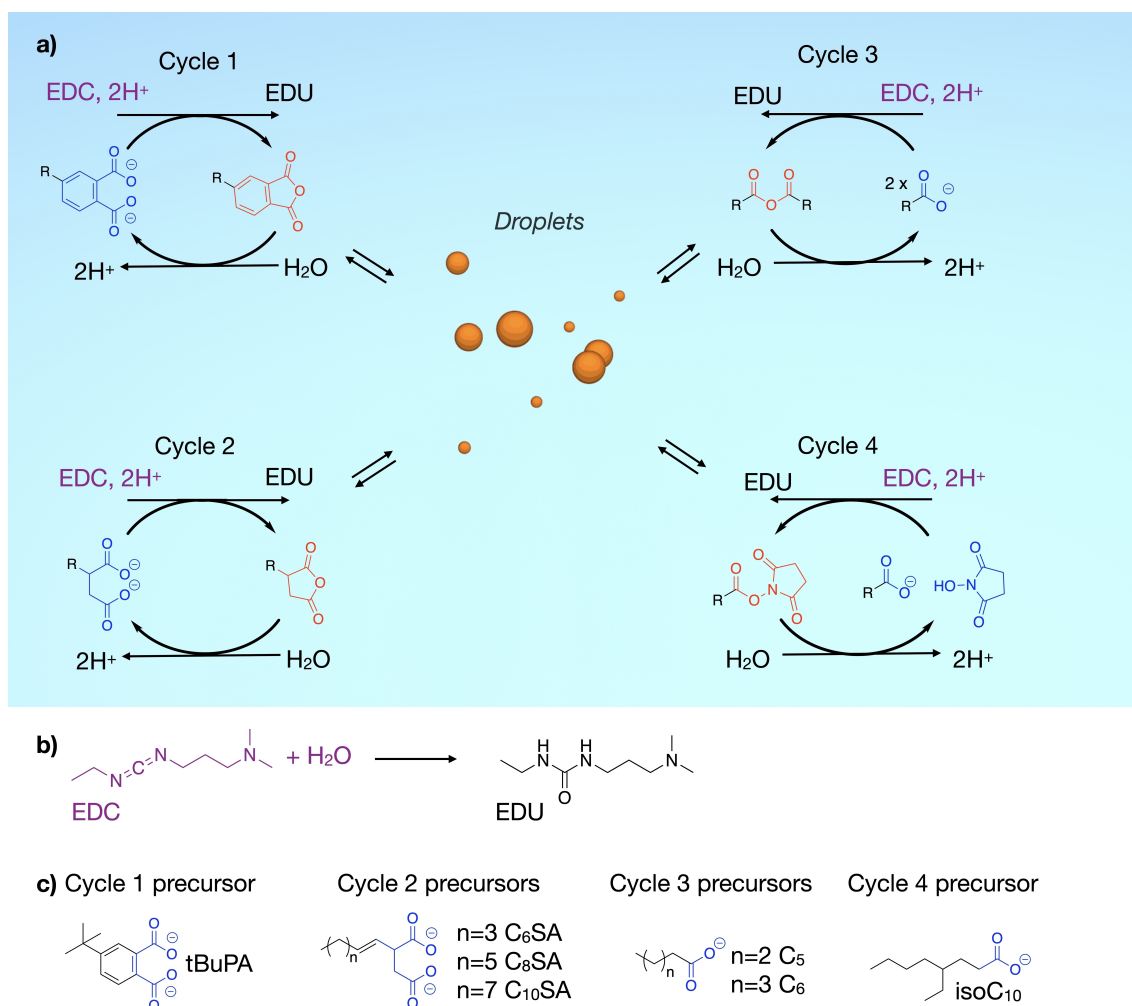 a)
Cycle 1
EDC, 2H⁺
EDU
R
O
O
⊖
O
O
⊖
R
O
O
O
2H⁺
H₂O
Cycle 3
EDU
EDC, 2H⁺
O
O
R
O
R
2 x
O
R
O
⊖
H₂O
2H⁺
Droplets
Cycle 2
EDC, 2H⁺
EDU
R
O
O
⊖
⊖
O
O
R
O
O
O
2H⁺
H₂O
Cycle 4
EDU
EDC, 2H⁺
O
O
R
O
N
O
O
R
O
⊖
O
HO
N
O
H₂O
2H⁺
b)
N
C
N
N
+ H₂O
EDC
H
N
H
N
N
O
EDU
c)
Cycle 1 precursor
Cycle 2 precursors
Cycle 3 precursors
Cycle 4 precursor
O
O
⊖
O
O
⊖
tBuPA
n
O
O
⊖
O
O
⊖
n=3 C₆SA
n=5 C₈SA
n=7 C₁₀SA
n
O
O
⊖
n=2 C₅
n=3 C₆
O
O
⊖
isoC₁₀